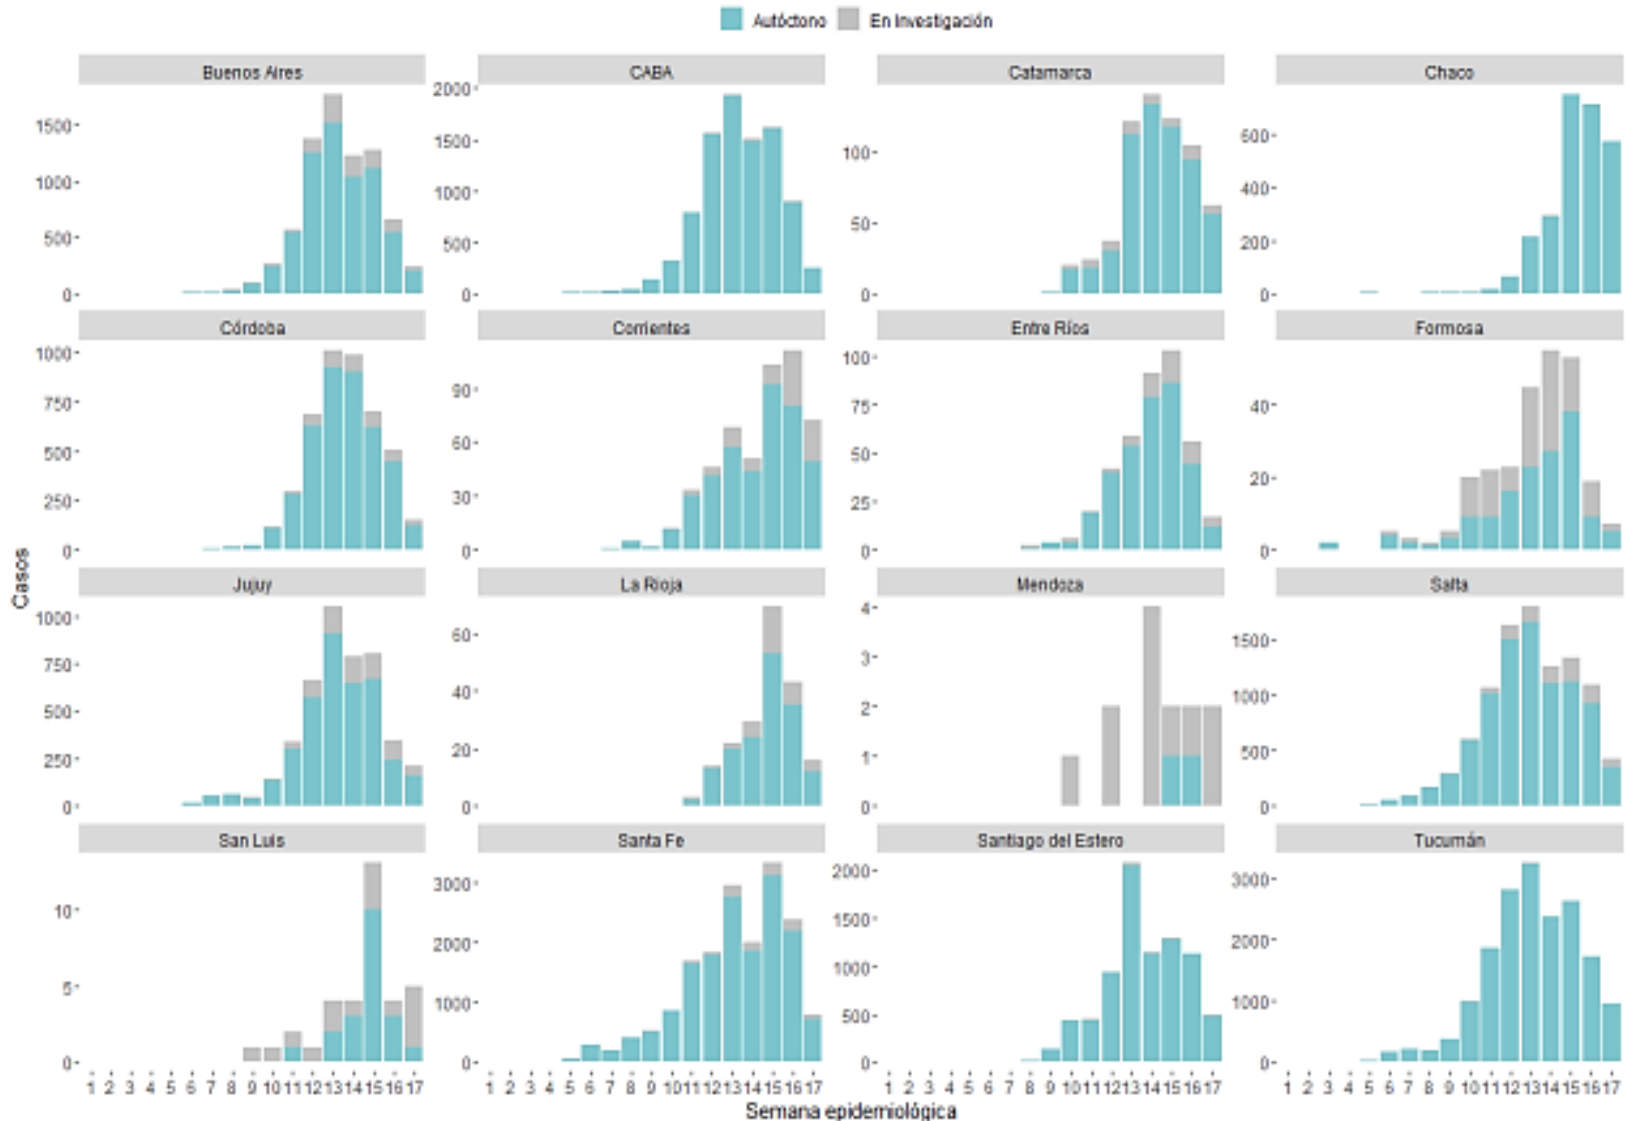 Autóctono En Investigación
Buenos Aires CABA Catamarca Chaco
1500 1000 500 0
2000 1500 1000 500 0
100 50 0
600 400 200 0
Córdoba Corrientes Entre Ríos Formosa
1000 750 500 250 0
90 60 30 0
100 75 50 25 0
40 20 0
Casos
Jujuy La Rioja Mendoza Salta
1000 750 500 250 0
60 40 20 0
4 3 2 1 0
1500 1000 500 0
San Luis Santa Fe Santiago del Estero Tucumán
10 5 0
3000 2000 1000 0
2000 1500 1000 500 0
3000 2000 1000 0
1 2 3 4 5 6 7 8 9 10 11 12 13 14 15 16 17 1 2 3 4 5 6 7 8 9 10 11 12 13 14 15 16 17 1 2 3 4 5 6 7 8 9 10 11 12 13 14 15 16 17 1 2 3 4 5 6 7 8 9 10 11 12 13 14 15 16 17
Semana epidemiológica